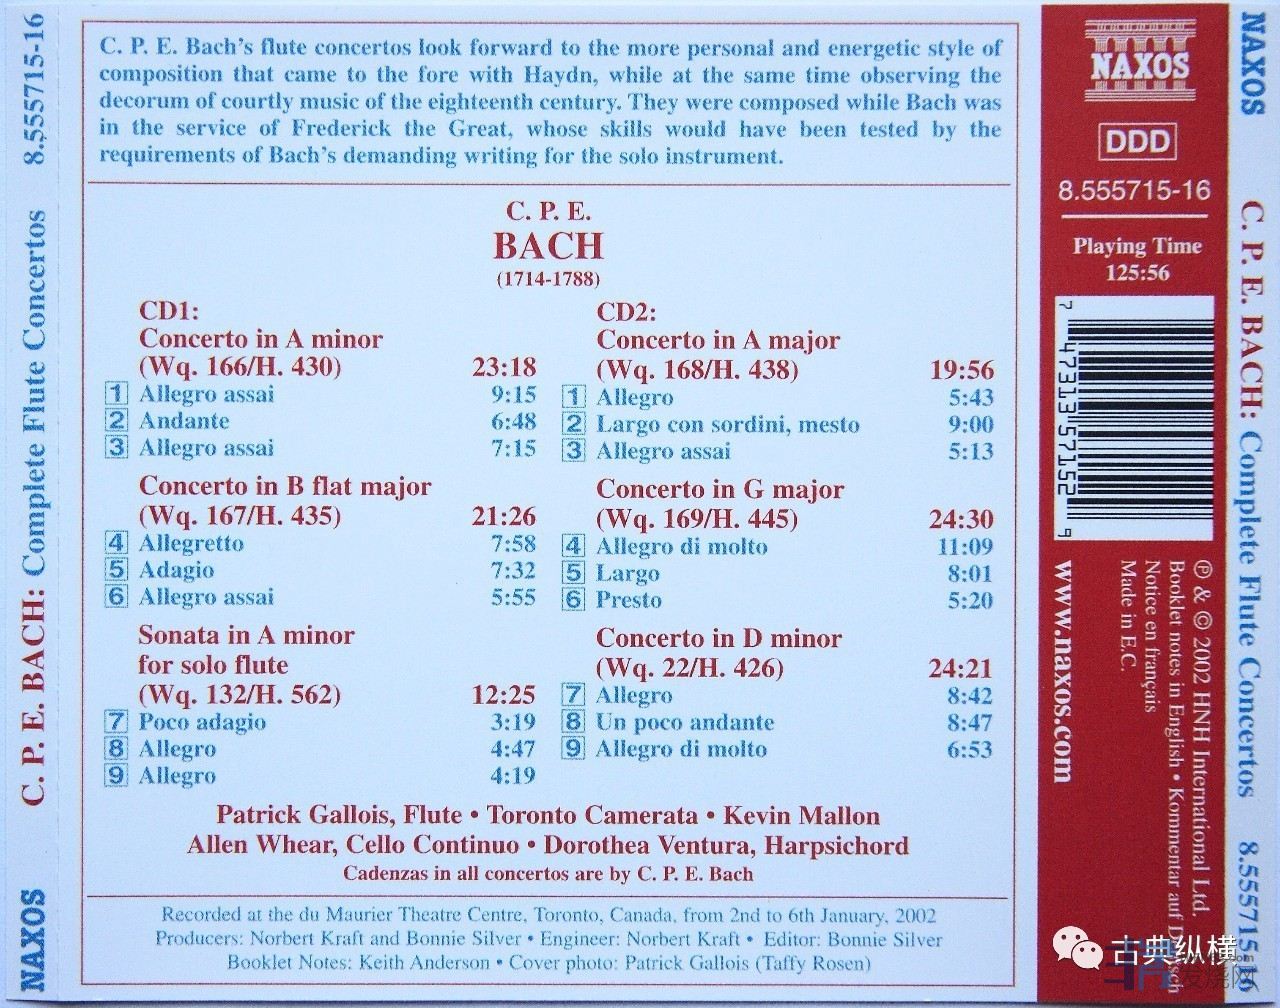 NAXOS
8.555715-16
C. P. E. BACH: Complete Flute Concertos
C. P. E. Bach's flute concertos look forward to the more personal and energetic style of
composition that came to the fore with Haydn, while at the same time observing the
decorum of courtly music of the eighteenth century. They were composed while Bach was
in the service of Frederick the Great, whose skills would have been tested by the
requirements of Bach's demanding writing for the solo instrument.
C. P. E.
BACH
(1714-1788)
CD1:
Concerto in A minor
(Wq. 166/H. 430) 23:18
1 Allegro assai 9:15
2 Andante 6:48
3 Allegro assai 7:15
Concerto in B flat major
(Wq. 167/H. 435) 21:26
4 Allegretto 7:58
5 Adagio 7:32
6 Allegro assai 5:55
Sonata in A minor
for solo flute
(Wq. 132/H. 562) 12:25
7 Poco adagio 3:19
8 Allegro 4:47
9 Allegro 4:19
CD2:
Concerto in A major
(Wq. 168/H. 438) 19:56
1 Allegro 5:43
2 Largo con sordini, mesto 9:00
3 Allegro assai 5:13
Concerto in G major
(Wq. 169/H. 445) 24:30
4 Allegro di molto 11:09
5 Largo 8:01
6 Presto 5:20
Concerto in D minor
(Wq. 22/H. 426) 24:21
7 Allegro 8:42
8 Un poco andante 8:47
9 Allegro di molto 6:53
Patrick Gallois, Flute • Toronto Camerata • Kevin Mallon
Allen Whear, Cello Continuo • Dorothea Ventura, Harpsichord
Cadenzas in all concertos are by C. P. E. Bach
Recorded at the du Maurier Theatre Centre, Toronto, Canada, from 2nd to 6th January, 2002
Producers: Norbert Kraft and Bonnie Silver • Engineer: Norbert Kraft • Editor: Bonnie Silver
Booklet Notes: Keith Anderson • Cover photo: Patrick Gallois (Taffy Rosen)
NAXOS
DDD
8.555715-16
Playing Time
125:56
7 47313 57152 9
℗ & © 2002 HNH International Ltd.
Booklet notes in English • Kommentar auf Deutsch
Notice en français
Made in E.C.
www.naxos.com
NAXOS
C. P. E. BACH: Complete Flute Concertos
8.555715-16
古典纵横
发烧网